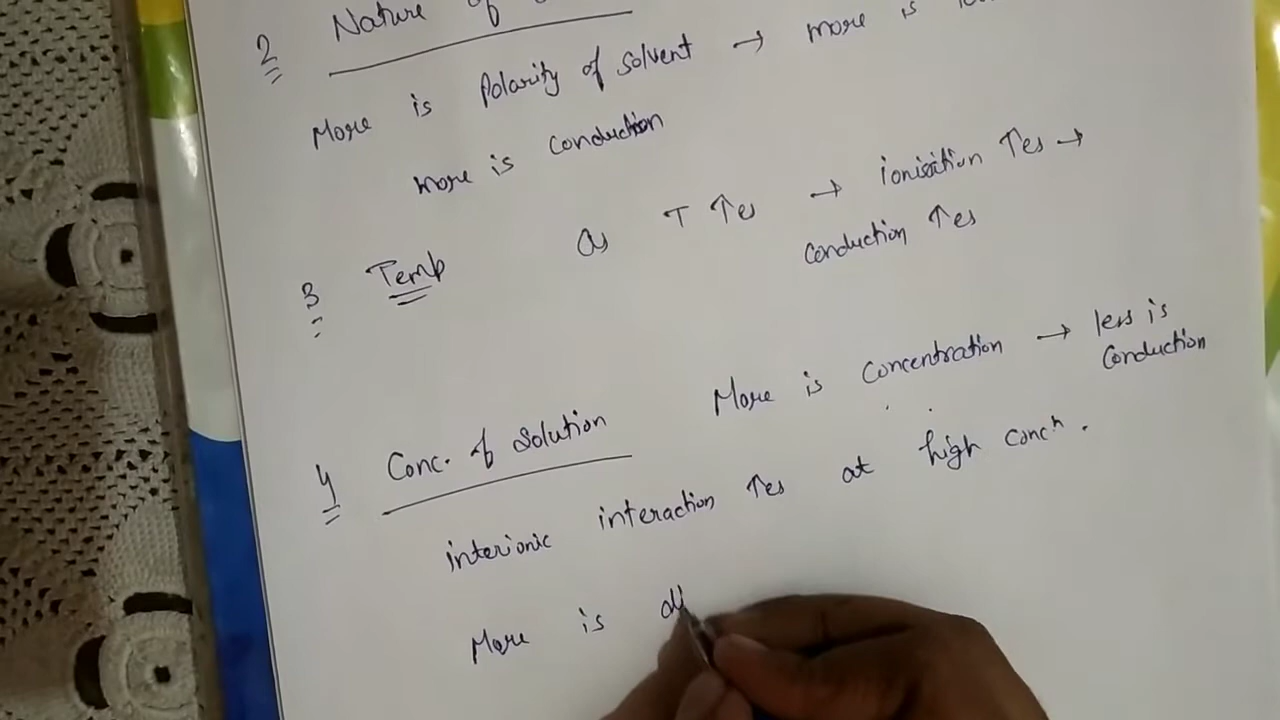 2 Nature of
More is Polarity of solvent → more is
more is conduction
3 Temp as T ↑es → ionisation ↑es →
conduction ↑es
4 Conc. of Solution More is concentration → less is
conduction
interionic interaction ↑es at high concn.
More is